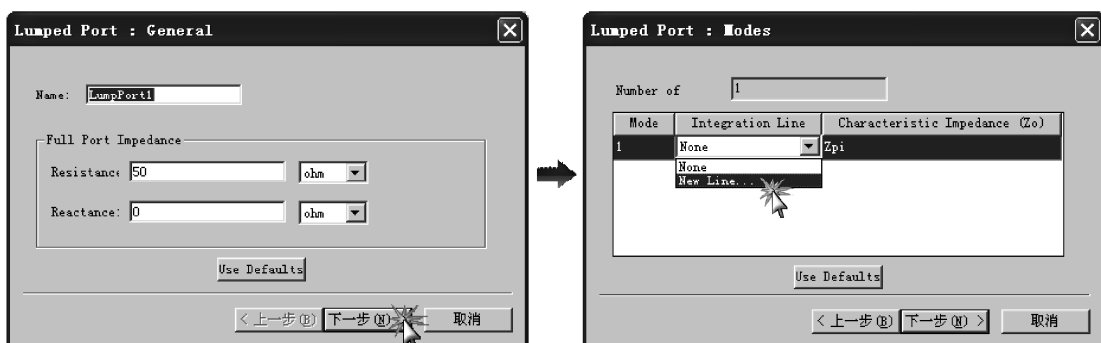 Lumped Port : General
Name: LumpPort1
Full Port Impedance
Resistance 50 ohm
Reactance: 0 ohm
Use Defaults
< 上一步(B) 下一步(N) 取消
Lumped Port : Modes
Number of 1
Mode Integration Line Characteristic Impedance (Zo)
1 None Zpi
None
New Line...
Use Defaults
< 上一步(B) 下一步(N) > 取消